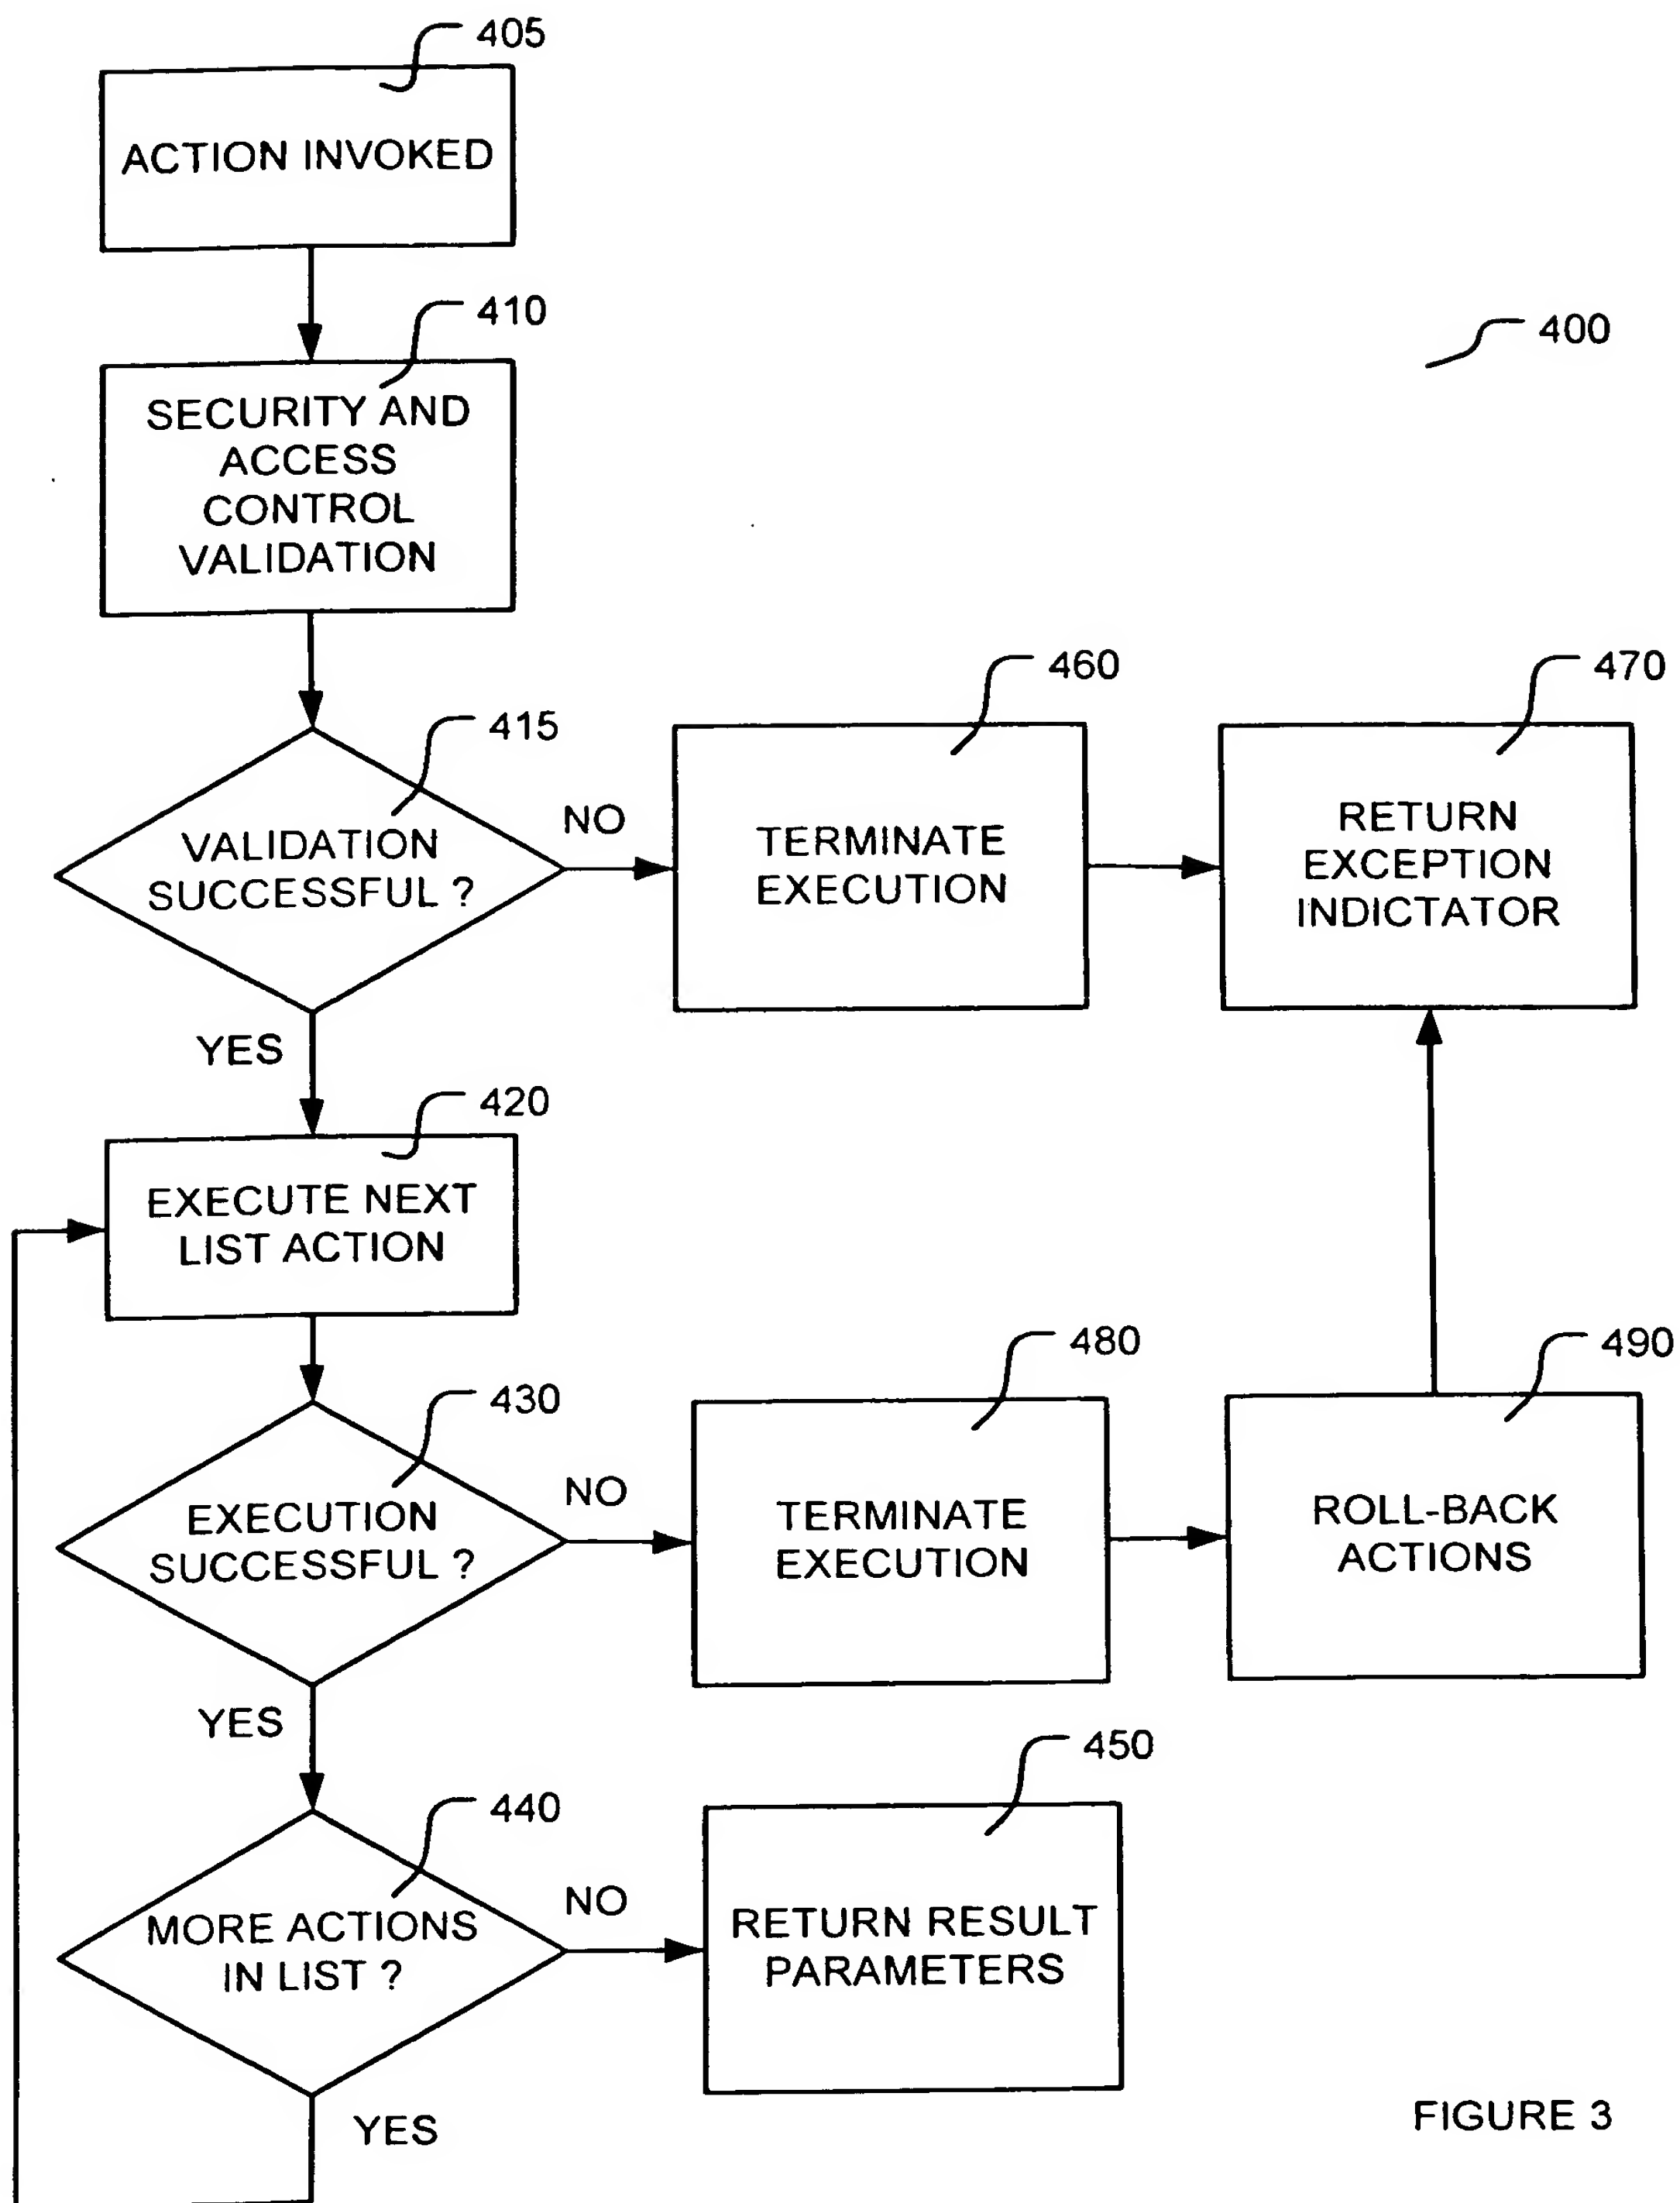 405
ACTION INVOKED
410
400
SECURITY AND
ACCESS
CONTROL
VALIDATION
460
470
415
NO
VALIDATION
SUCCESSFUL ?
TERMINATE
EXECUTION
RETURN
EXCEPTION
INDICTATOR
YES
420
EXECUTE NEXT
LIST ACTION
480
490
430
NO
EXECUTION
SUCCESSFUL ?
TERMINATE
EXECUTION
ROLL-BACK
ACTIONS
YES
450
440
NO
MORE ACTIONS
IN LIST ?
RETURN RESULT
PARAMETERS
YES
FIGURE 3